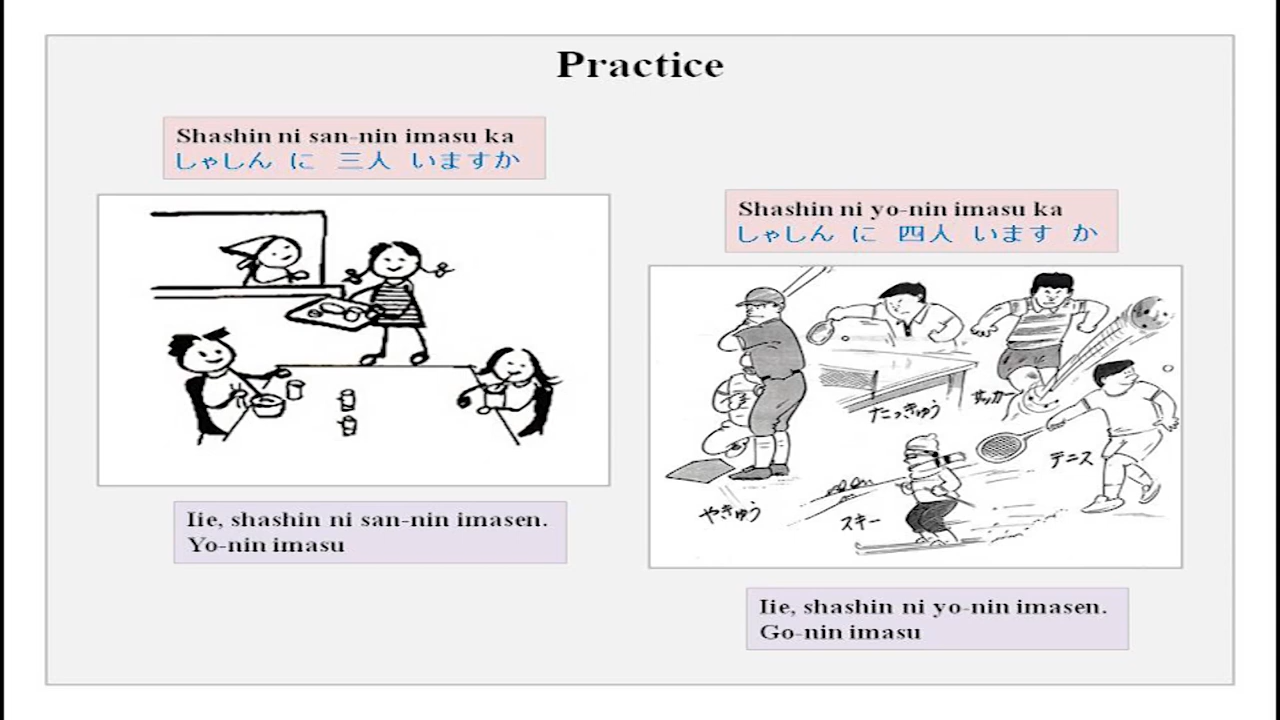 Practice
Shashin ni san-nin imasu ka
しゃしん に 三人 いますか
Iie, shashin ni san-nin imasen.
Yo-nin imasu
Shashin ni yo-nin imasu ka
しゃしん に 四人 います か
たっきゅう
サッカー
テニス
やきゅう
スキー
Iie, shashin ni yo-nin imasen.
Go-nin imasu